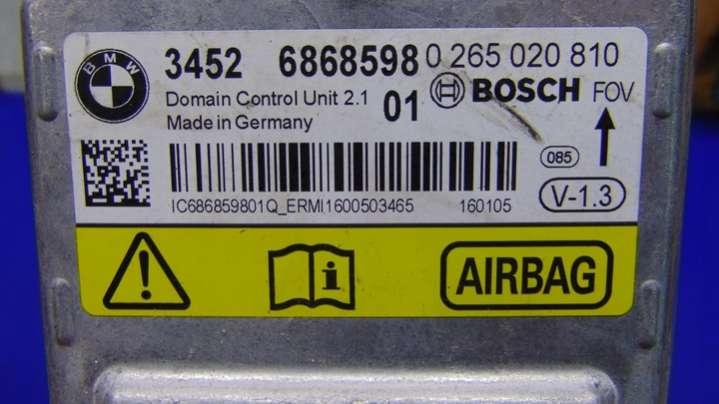 BMW
3452 6868598 0 265 020 810
Domain Control Unit 2.1 01 BOSCH FOV
Made in Germany
085
IC686859801Q_ERMI1600503465 160105 V-1.3
AIRBAG